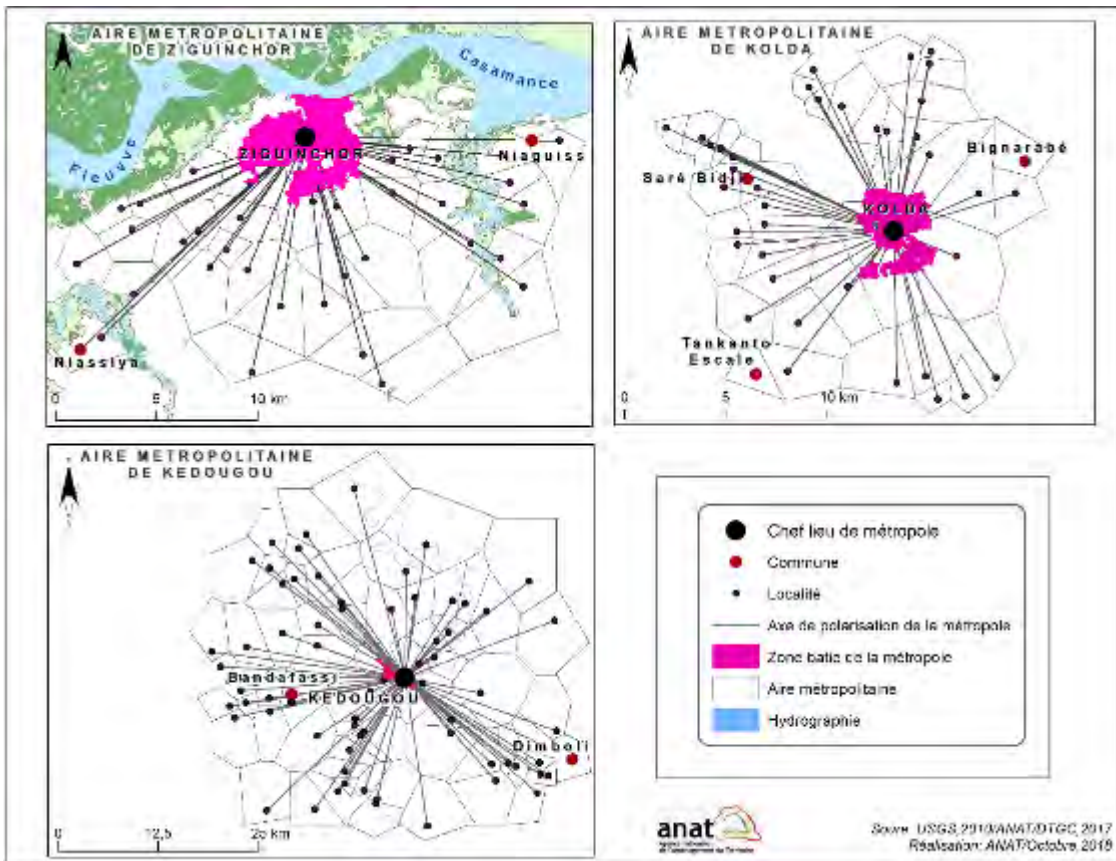 AIRE METROPOLITAINE
DE ZIGUINCHOR
Casamance
ZIGUINCHOR
Niaguiss
Fleuvve
Niassiya
0 5 10 km
AIRE METROPOLITAINE
DE KOLDA
Bignarabé
Saré Bidji
KOLDA
Tankanto
Escale
0 5 10 km
AIRE METROPOLITAINE
DE KEDOUGOU
Bandafassi
KEDOUGOU
Dimboli
0 12,5 25 km
Chef lieu de métropole
Commune
Localité
Axe de polarisation de la métropole
Zone batie de la métropole
Aire métropolitaine
Hydrographie
anat
Soure: USGS,2010/ANAT/DTGC,2017
Réalisation: ANAT/Octobre,2018